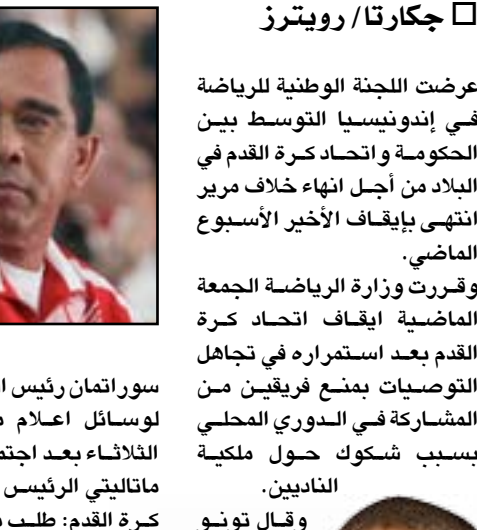 □ جكارتا/ رويترز
عرضت اللجنة الوطنية للرياضة
في إندونيسيا التوسط بين
الحكومة واتحاد كرة القدم في
البلاد من أجل انهاء خلاف مرير
انتهى بإيقاف الأخير الأسبوع
الماضي.
وقررت وزارة الرياضة الجمعة
الماضية ايقاف اتحاد كرة
القدم بعد استمراره في تجاهل
التوصيات بمنع فريقين من
المشاركة في الدوري المحلي
بسبب شكوك حول ملكية
الناديين.
وقال تونو
سوراتمان رئيس
لوسائل اعلام
الثلاثاء بعد
ماتاليتي الرئيس
كرة القدم: طلب